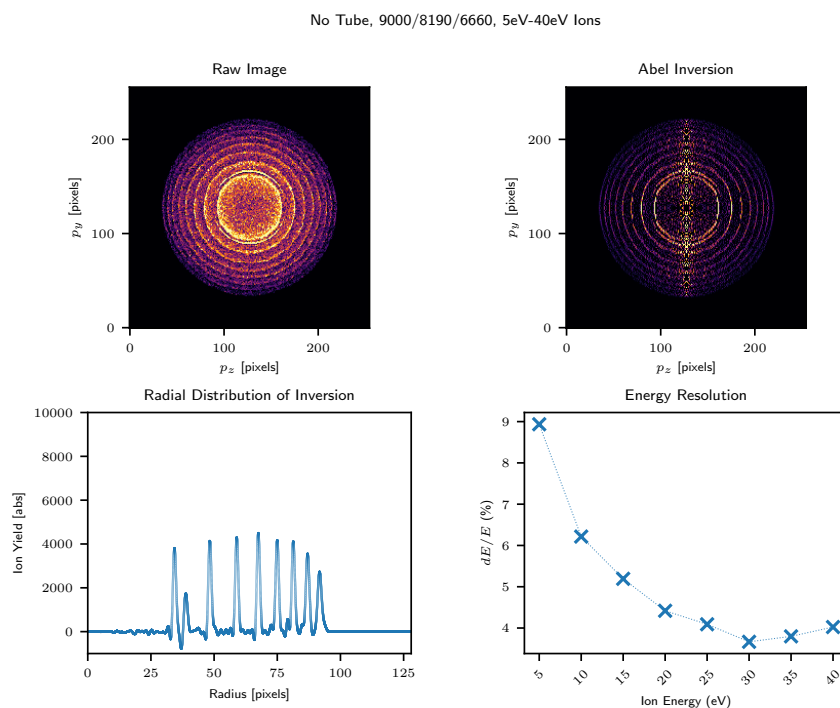 No Tube, 9000/8190/6660, 5eV-40eV Ions
Raw Image
200
100
0
0 100 200
p_y [pixels]
p_z [pixels]
Abel Inversion
200
100
0
0 100 200
p_y [pixels]
p_z [pixels]
Radial Distribution of Inversion
10000
8000
6000
4000
2000
0
0 25 50 75 100 125
Ion Yield [abs]
Radius [pixels]
Energy Resolution
9
8
7
6
5
4
5 10 15 20 25 30 35 40
dE/E (%)
Ion Energy (eV)